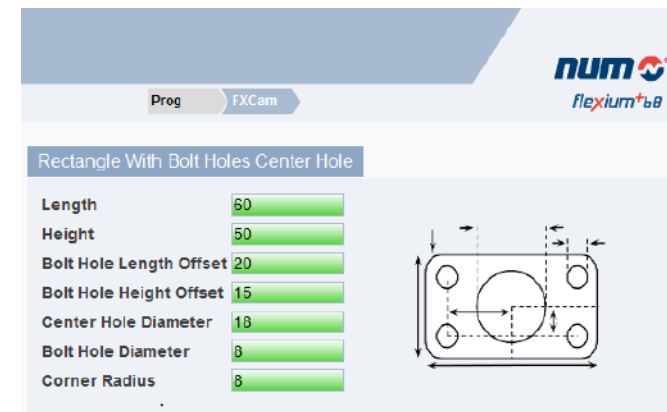 num
Prog FXCam
flexium+68
Rectangle With Bolt Holes Center Hole
Length 60
Height 50
Bolt Hole Length Offset 20
Bolt Hole Height Offset 15
Center Hole Diameter 18
Bolt Hole Diameter 8
Corner Radius 8